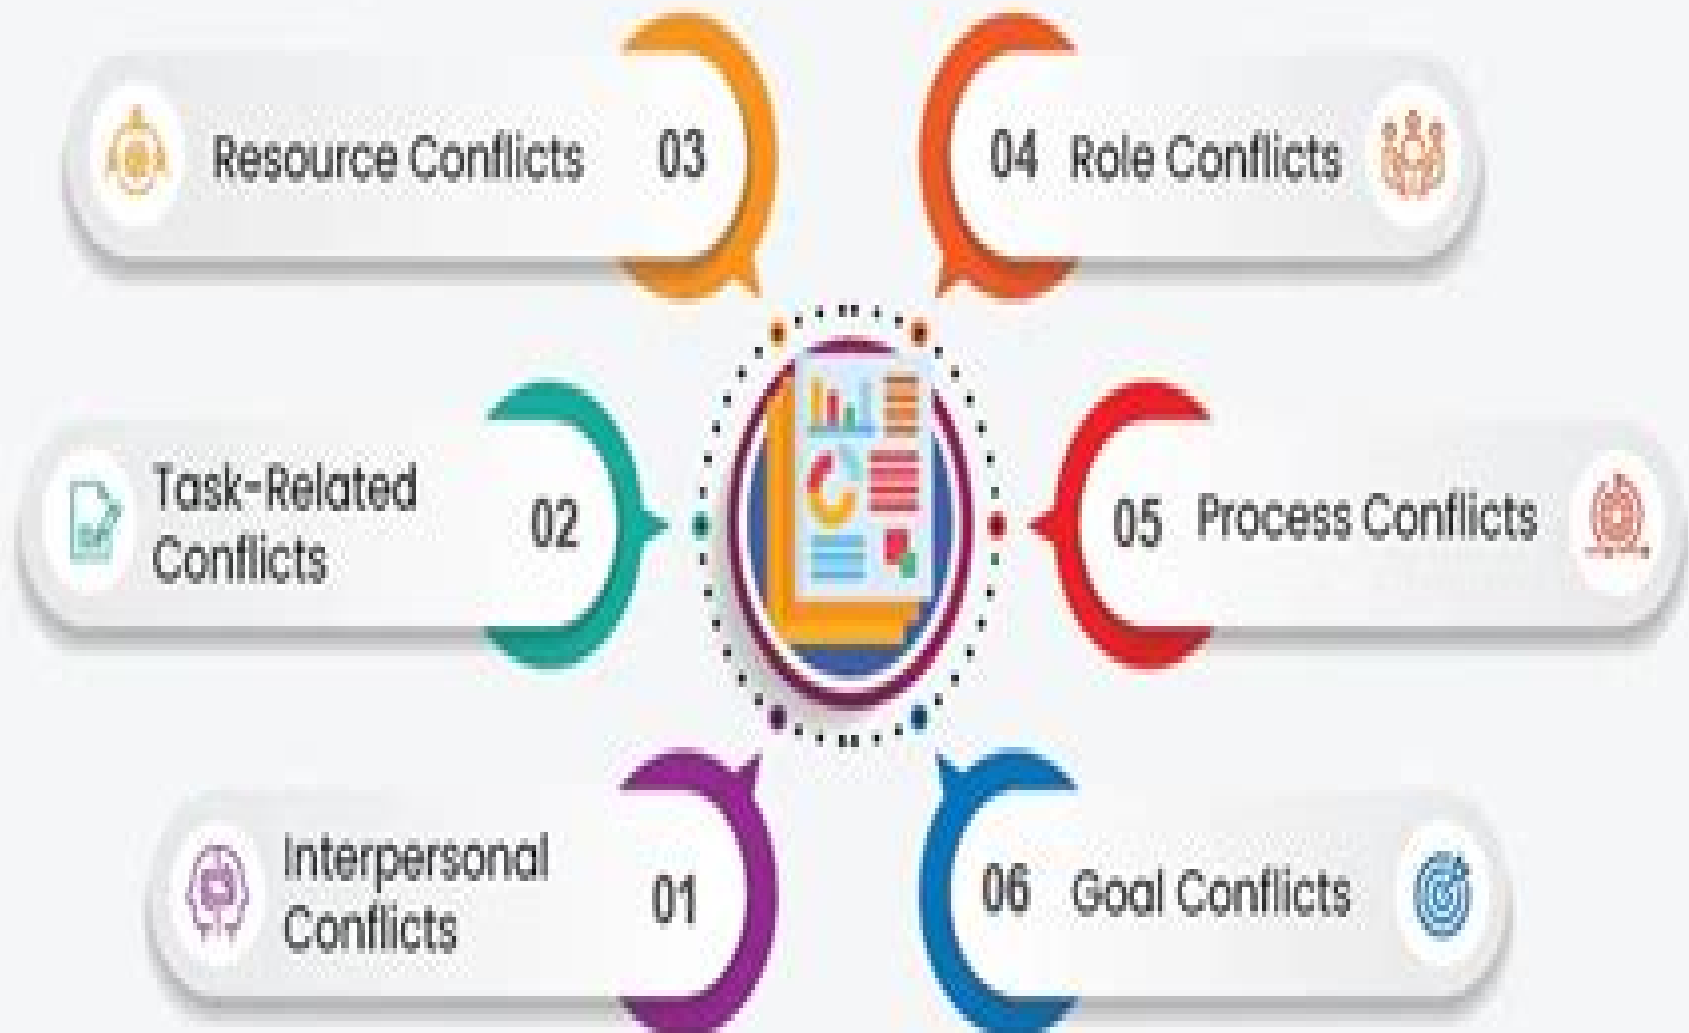 Resource Conflicts 03
04 Role Conflicts
Task-Related
Conflicts
02
05 Process Conflicts
Interpersonal
Conflicts
01
06 Goal Conflicts